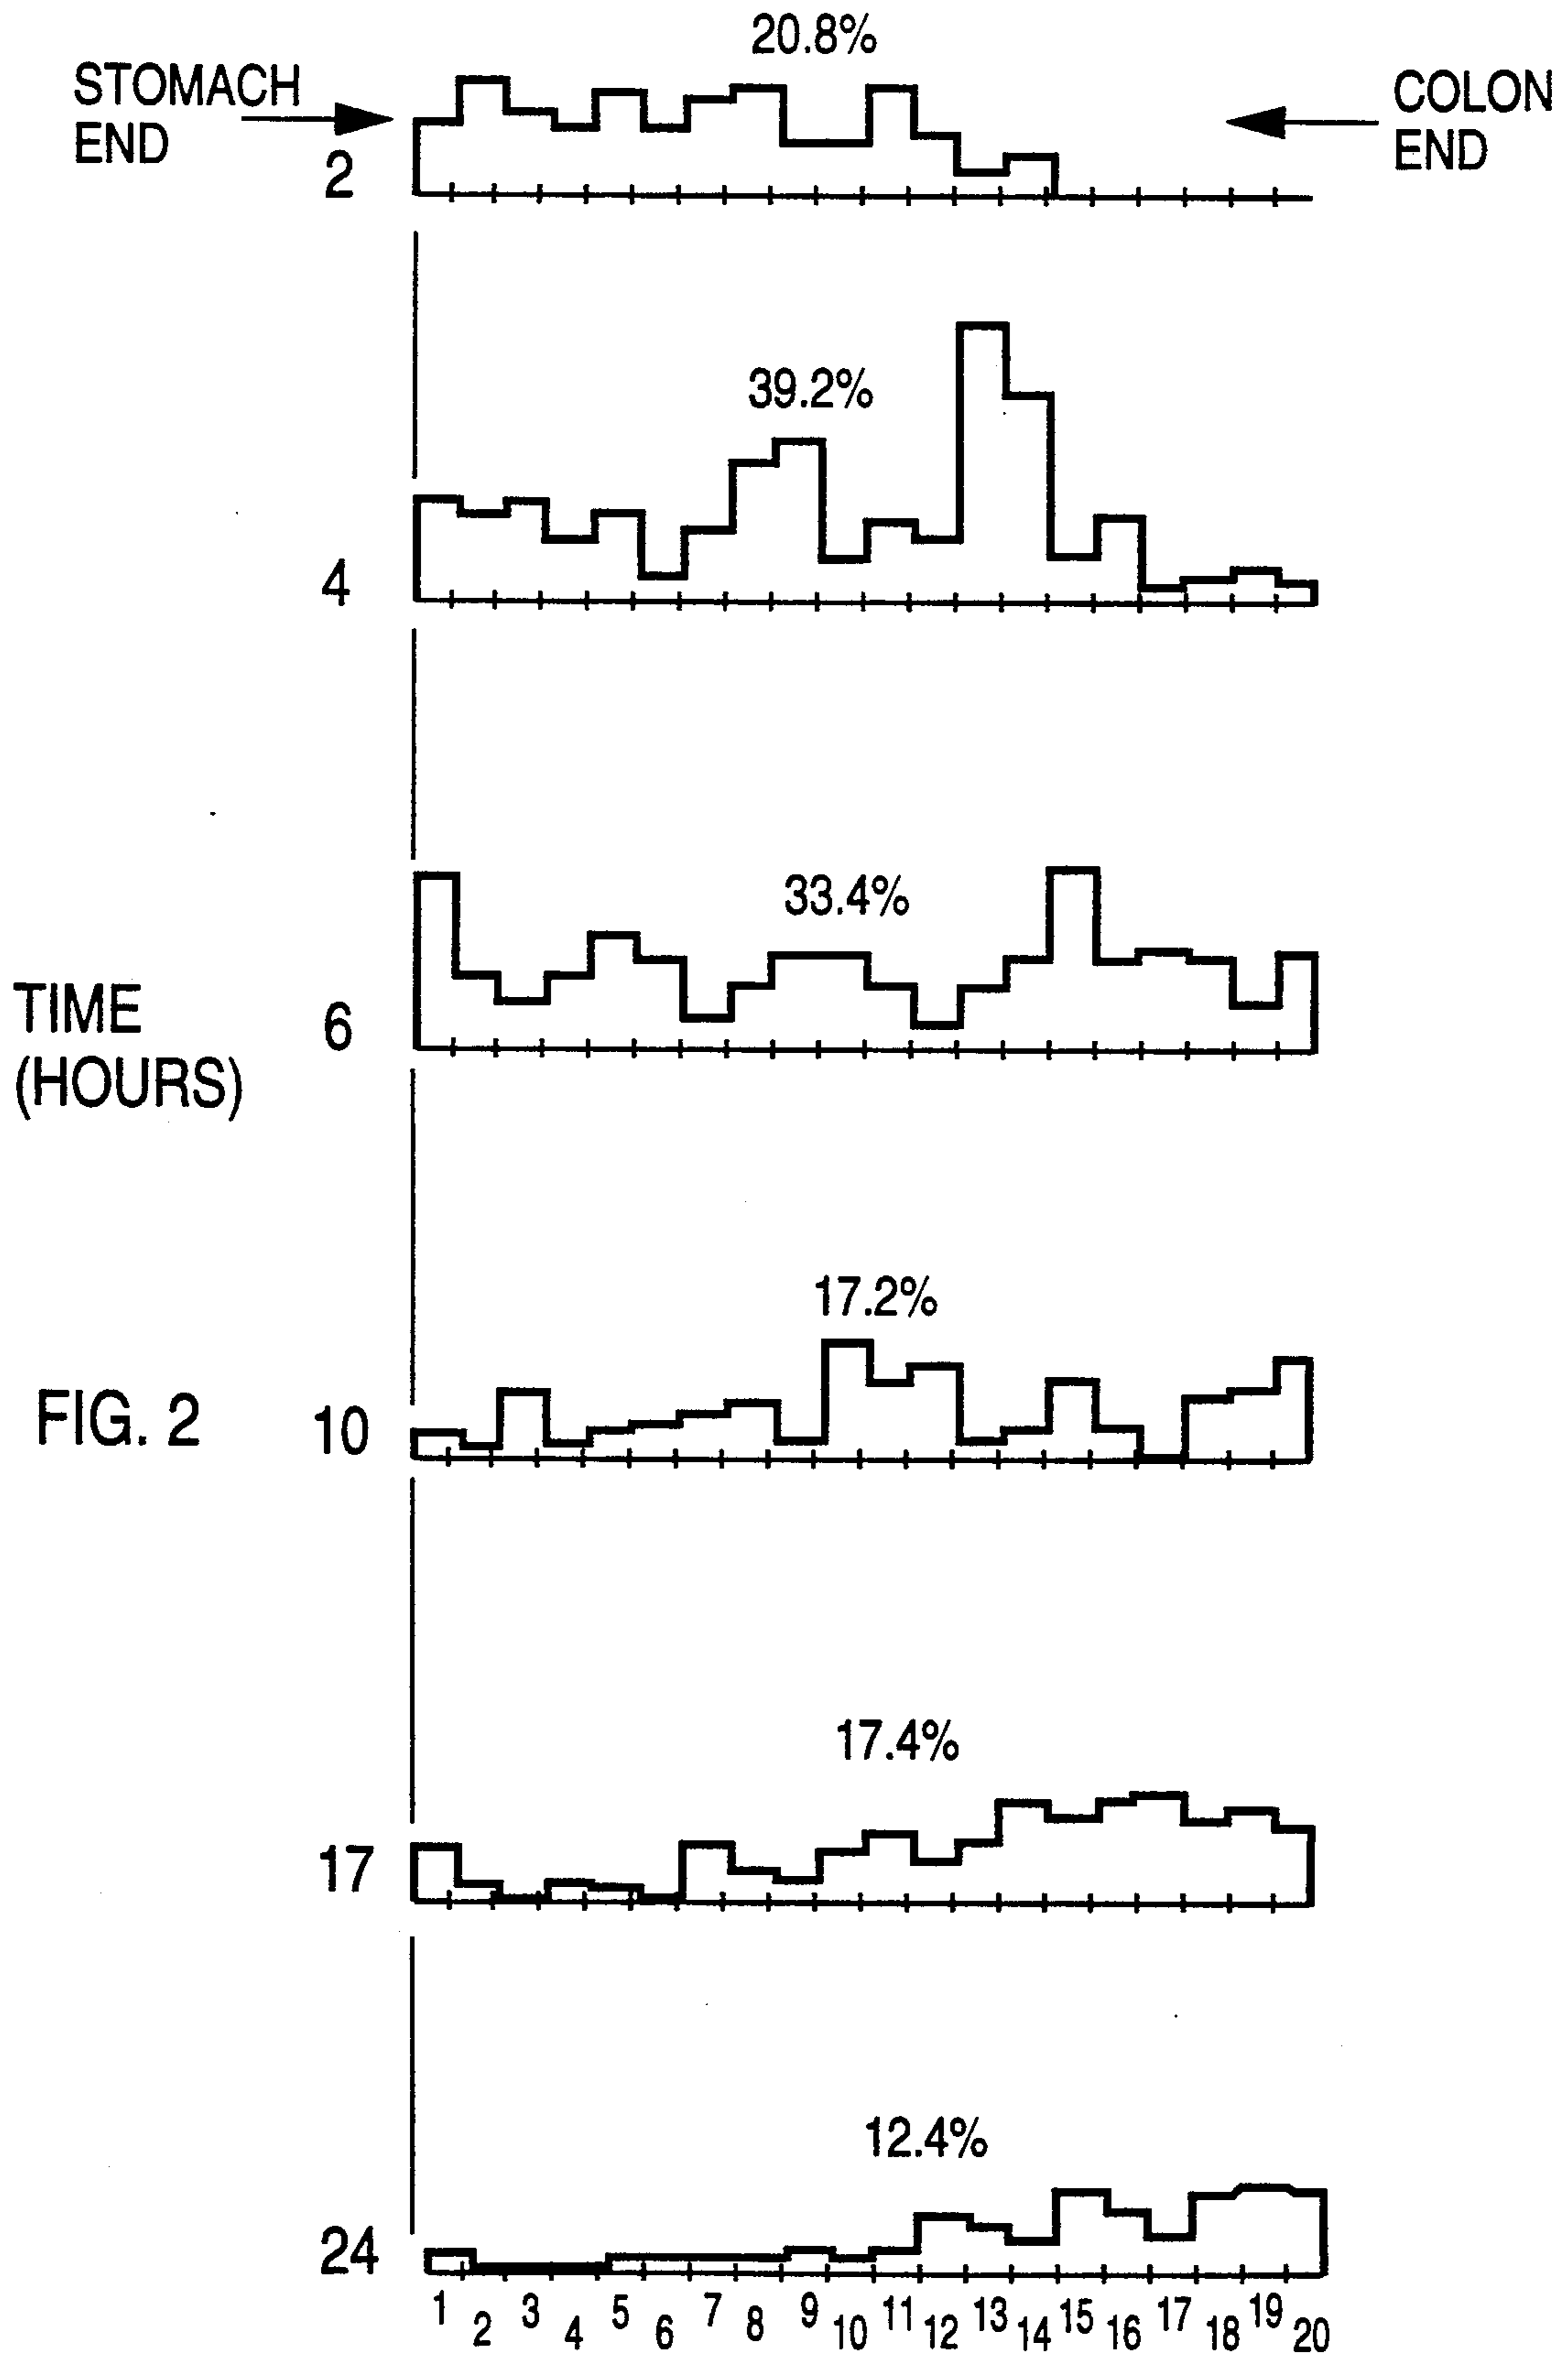 20.8%
STOMACH
END
COLON
END
2
39.2%
4
33.4%
TIME
(HOURS)
6
17.2%
FIG. 2
10
17.4%
17
12.4%
24
1 2 3 4 5 6 7 8 9 10 11 12 13 14 15 16 17 18 19 20